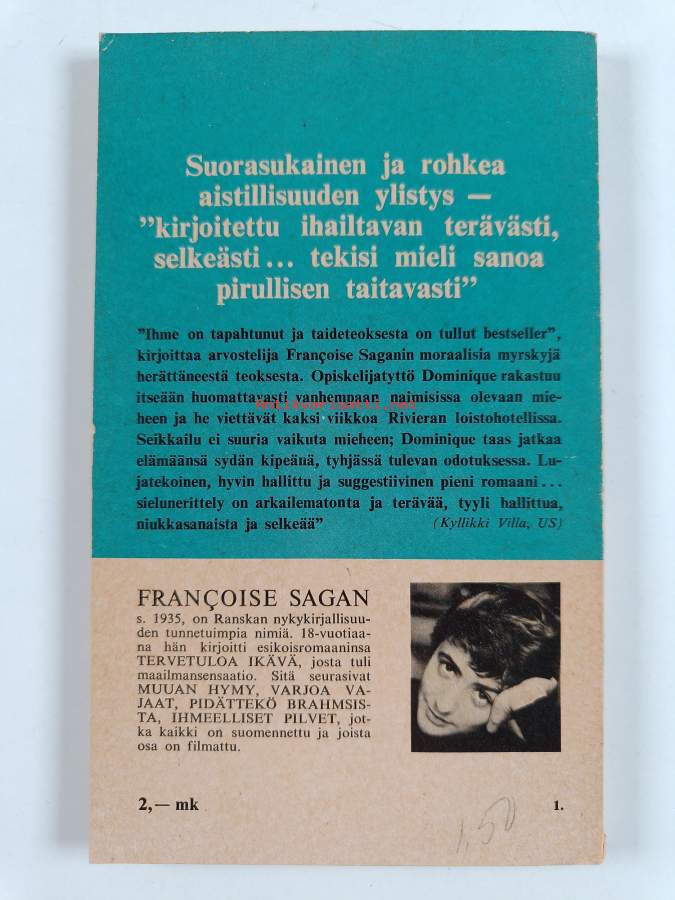 Suorasukainen ja rohkea
aistillisuuden ylistys —
”kirjoitettu ihailtavan terävästi,
selkeästi... tekisi mieli sanoa
pirullisen taitavasti”
”Ihme on tapahtunut ja taideteoksesta on tullut bestseller”,
kirjoittaa arvostelija Françoise Saganin moraalisia myrskyjä
herättäneestä teoksesta. Opiskelijatyttö Dominique rakastuu
itseään huomattavasti vanhempaan naimisissa olevaan mie-
heen ja he viettävät kaksi viikkoa Rivieran loistohotellissa.
Seikkailu ei suuria vaikuta mieheen; Dominique taas jatkaa
elämäänsä sydän kipeänä, tyhjässä tulevan odotuksessa. Lu-
jatekoinen, hyvin hallittu ja suggestiivinen pieni romaani...
sielunerittely on arkailematonta ja terävää, tyyli hallittua,
niukkasanaista ja selkeää” (Kyllikki Villa, US)
antikvariaatti.net
FRANÇOISE SAGAN
s. 1935, on Ranskan nykykirjallisuu-
den tunnetuimpia nimiä. 18-vuotiaa-
na hän kirjoitti esikoisromaaninsa
TERVETULOA IKÄVÄ, josta tuli
maailmansensaatio. Sitä seurasivat
MUUAN HYMY, VARJOA VA-
JAAT, PIDÄTTEKÖ BRAHMSIS-
TA, IHMEELLISET PILVET, jot-
ka kaikki on suomennettu ja joista
osa on filmattu.
2,— mk 1.
1,50